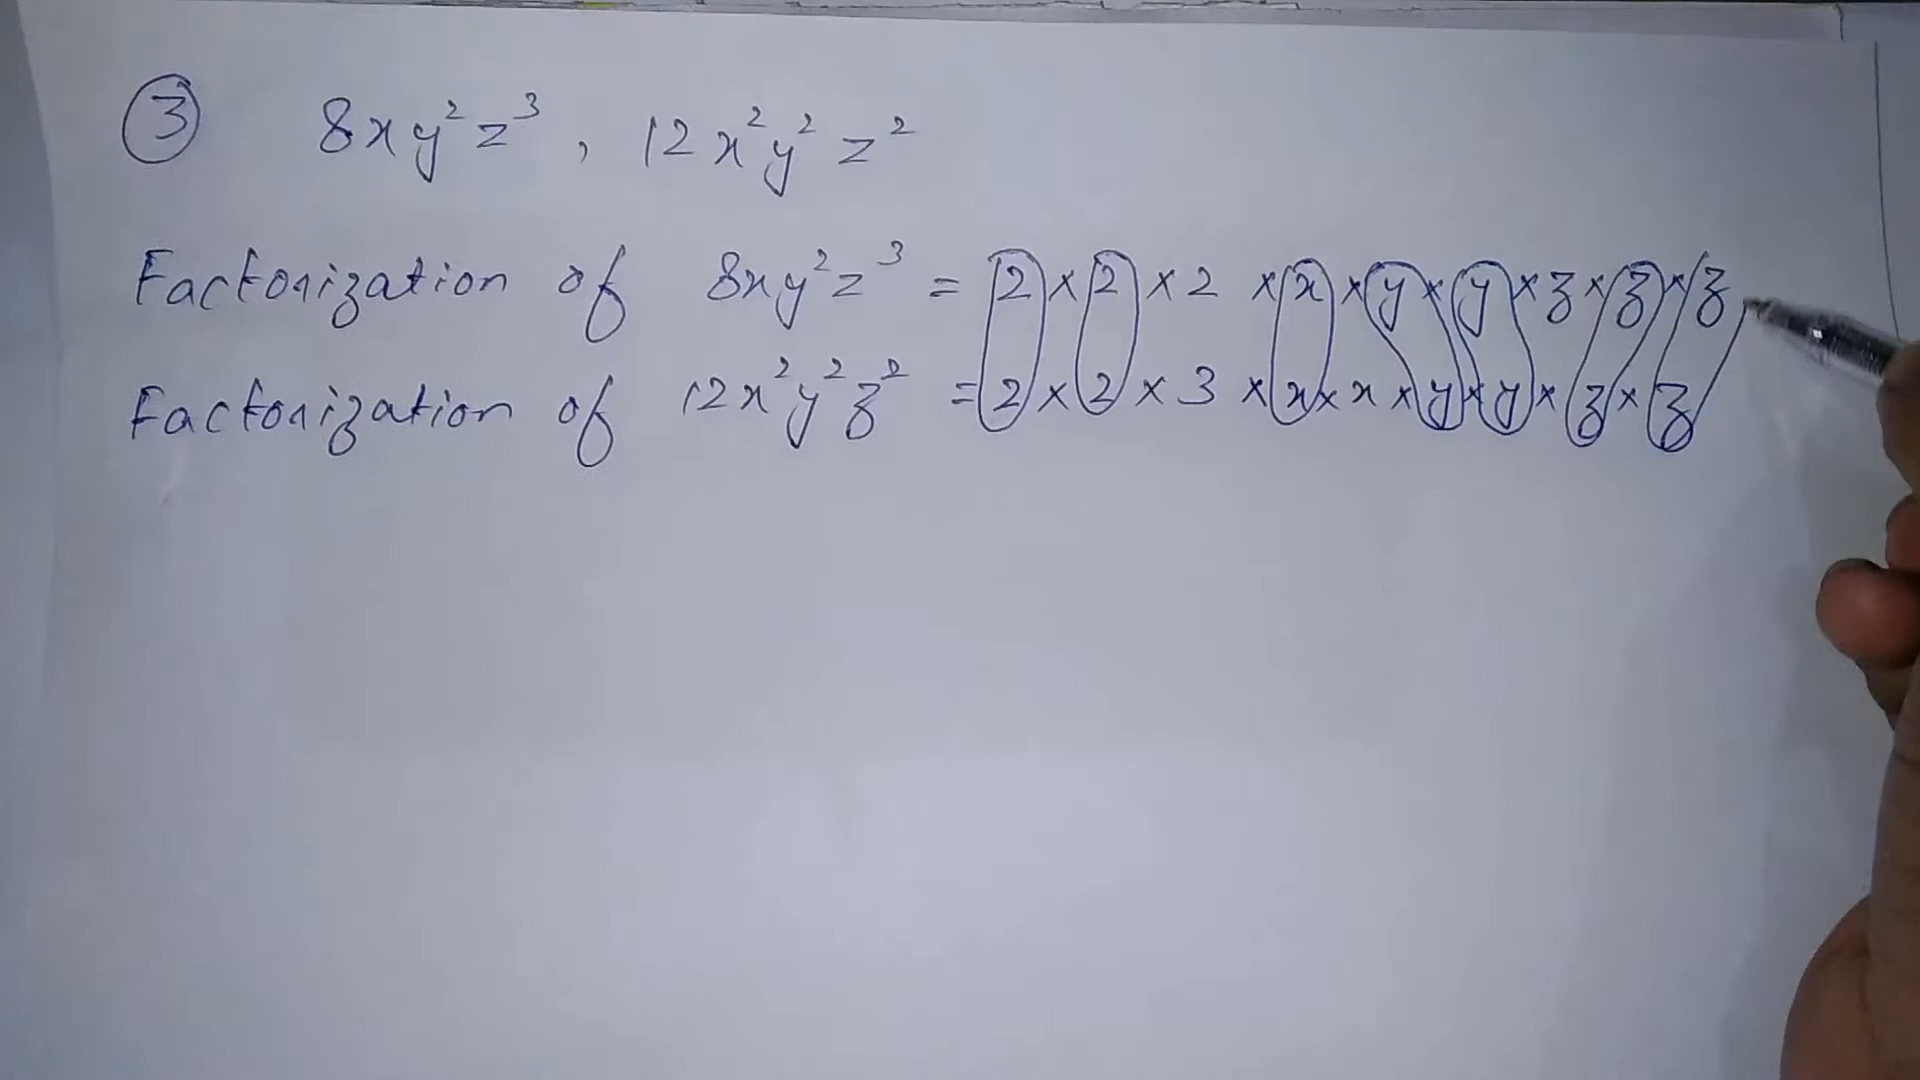 ③ 8xy²z³, 12x²y²z²
Factorization of 8xy²z³ = 2×2×2×x×y×y×z×z×z
Factorization of 12x²y²z² = 2×2×3×x×x×y×y×z×z